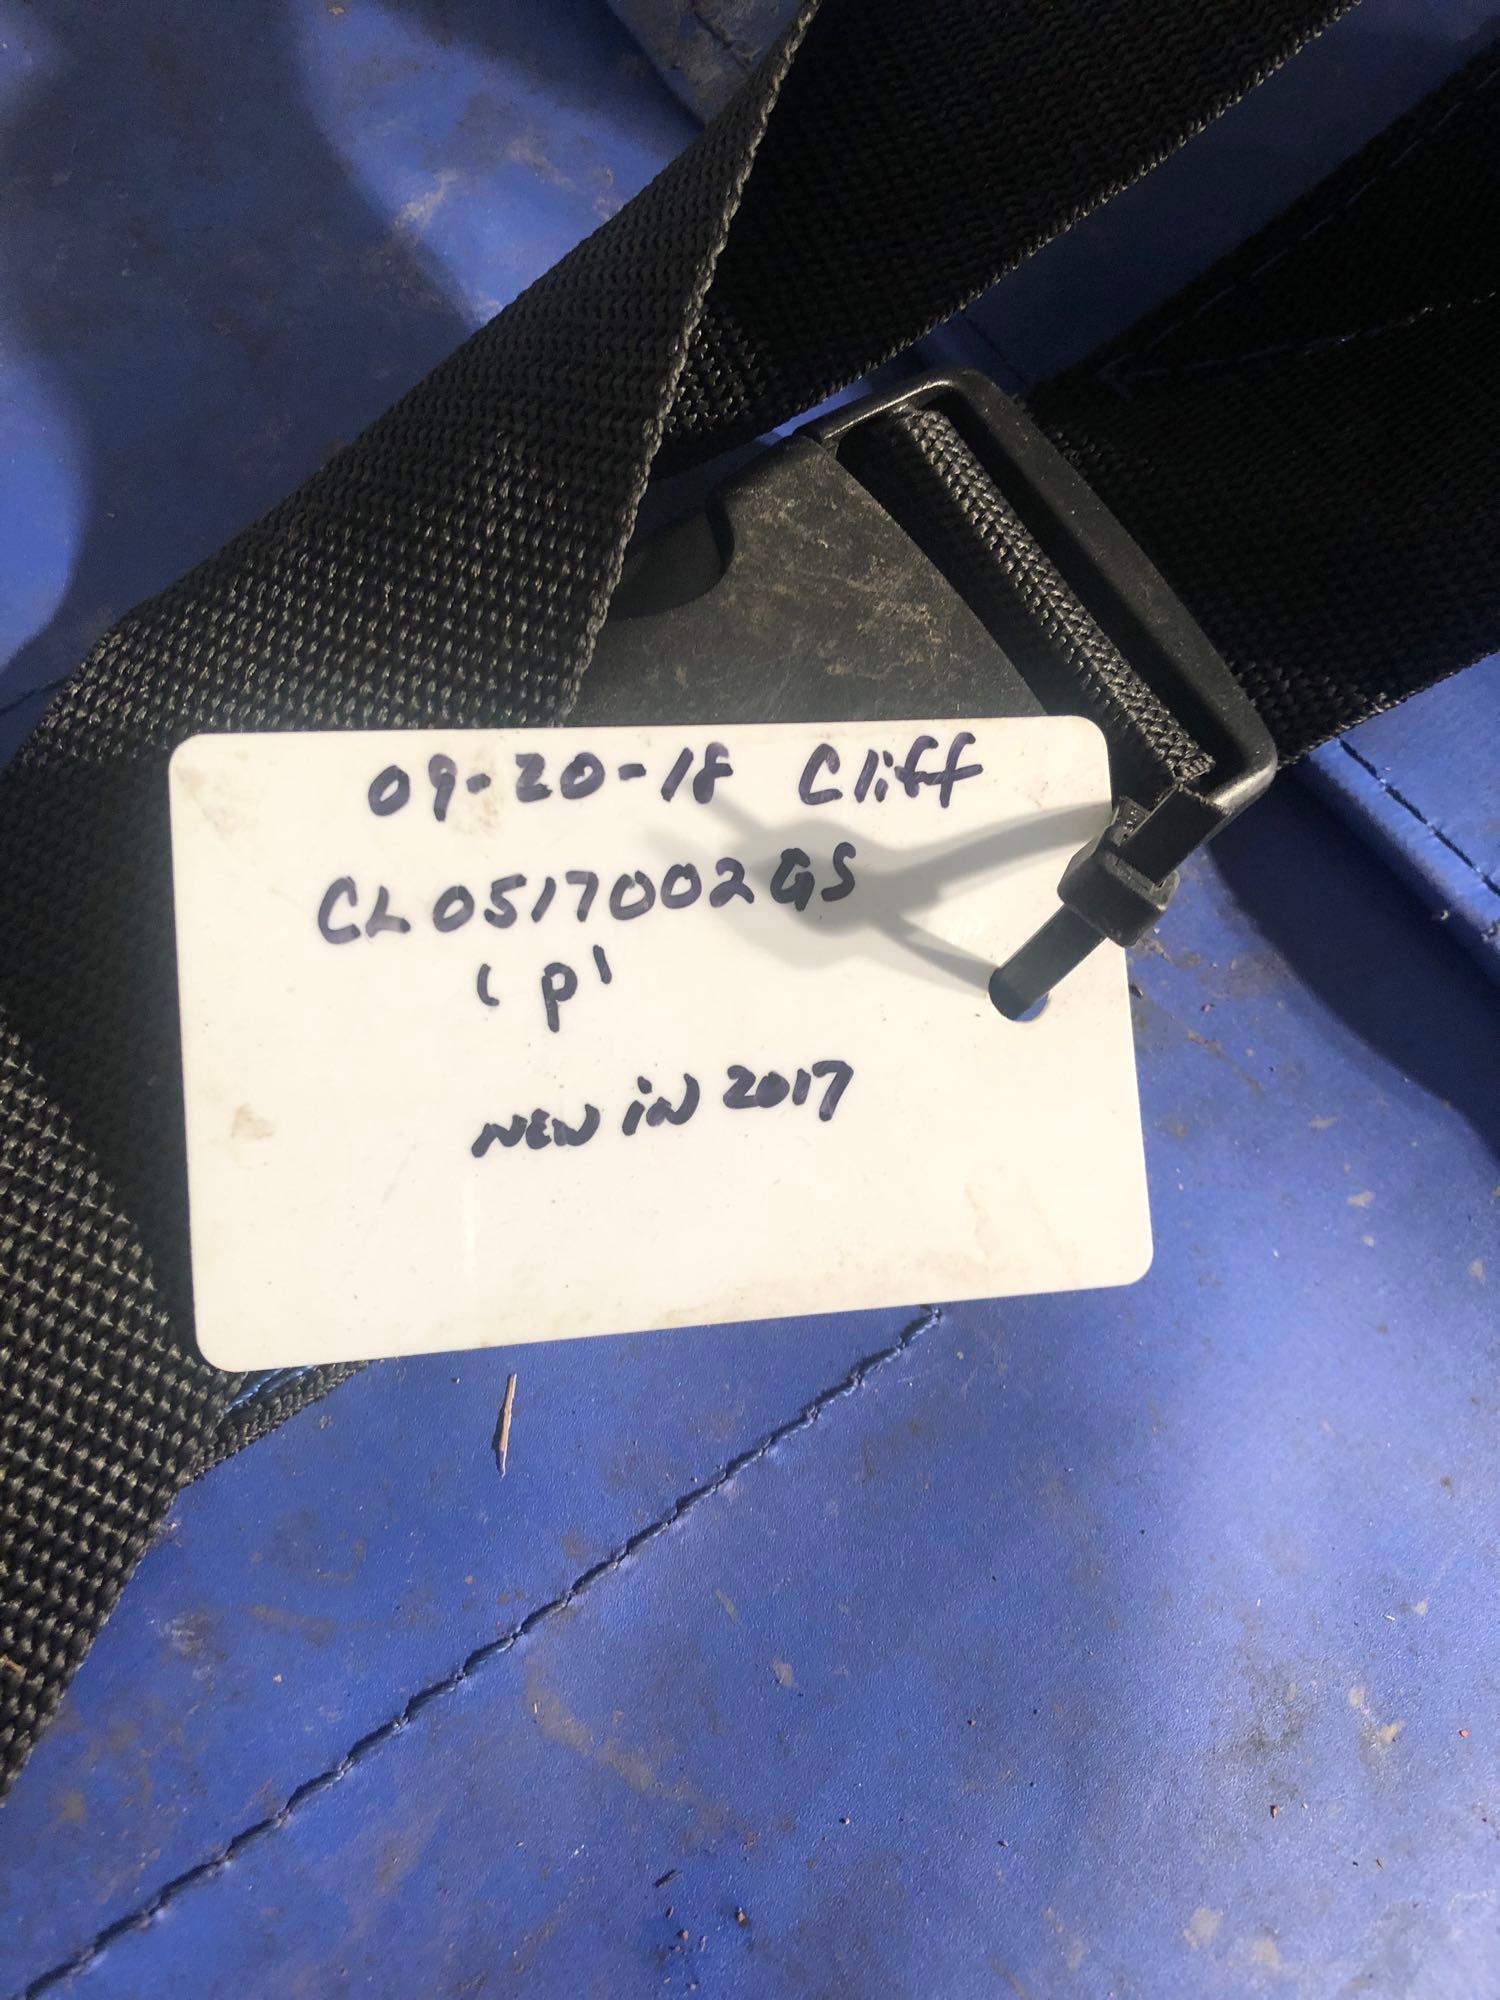 09-20-18 Cliff
CL0517002GS
'p'
NEW IN 2017